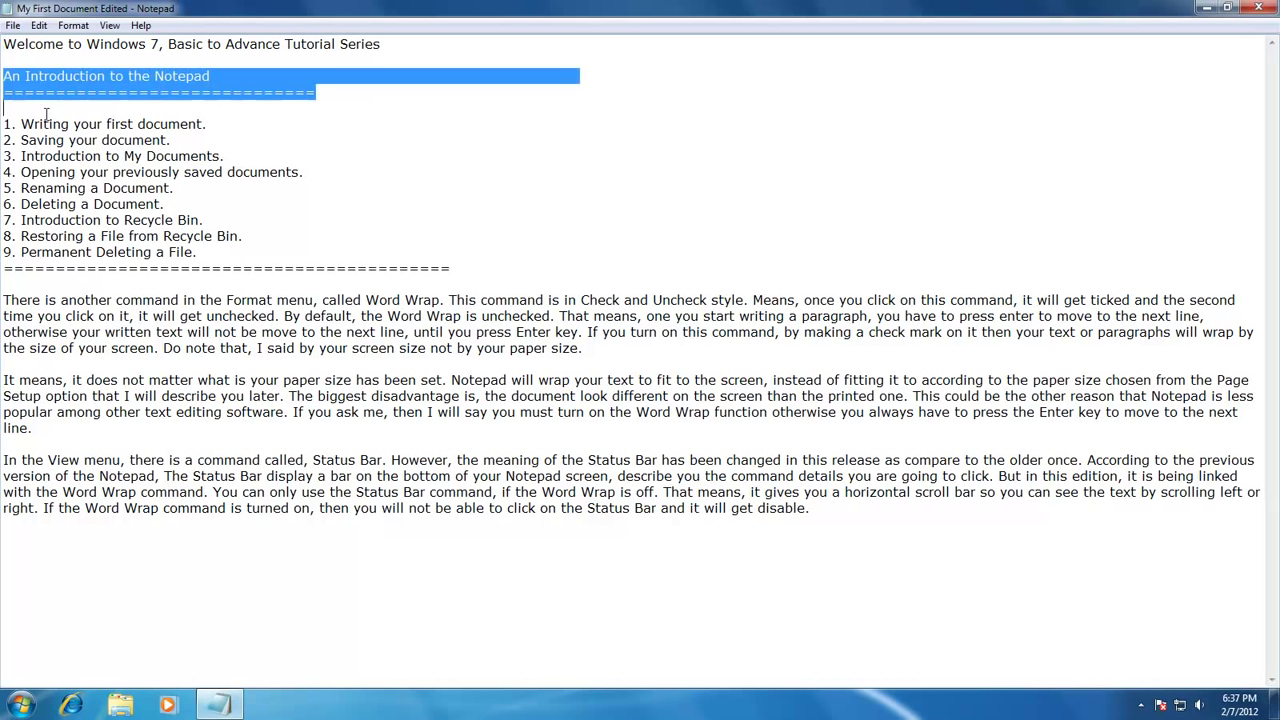 My First Document Edited - Notepad
File Edit Format View Help
Welcome to Windows 7, Basic to Advance Tutorial Series
An Introduction to the Notepad
==============================
1. Writing your first document.
2. Saving your document.
3. Introduction to My Documents.
4. Opening your previously saved documents.
5. Renaming a Document.
6. Deleting a Document.
7. Introduction to Recycle Bin.
8. Restoring a File from Recycle Bin.
9. Permanent Deleting a File.
===========================================
There is another command in the Format menu, called Word Wrap. This command is in Check and Uncheck style. Means, once you click on this command, it will get ticked and the second
time you click on it, it will get unchecked. By default, the Word Wrap is unchecked. That means, one you start writing a paragraph, you have to press enter to move to the next line,
otherwise your written text will not be move to the next line, until you press Enter key. If you turn on this command, by making a check mark on it then your text or paragraphs will wrap by
the size of your screen. Do note that, I said by your screen size not by your paper size.
It means, it does not matter what is your paper size has been set. Notepad will wrap your text to fit to the screen, instead of fitting it to according to the paper size chosen from the Page
Setup option that I will describe you later. The biggest disadvantage is, the document look different on the screen than the printed one. This could be the other reason that Notepad is less
popular among other text editing software. If you ask me, then I will say you must turn on the Word Wrap function otherwise you always have to press the Enter key to move to the next
line.
In the View menu, there is a command called, Status Bar. However, the meaning of the Status Bar has been changed in this release as compare to the older once. According to the previous
version of the Notepad, The Status Bar display a bar on the bottom of your Notepad screen, describe you the command details you are going to click. But in this edition, it is being linked
with the Word Wrap command. You can only use the Status Bar command, if the Word Wrap is off. That means, it gives you a horizontal scroll bar so you can see the text by scrolling left or
right. If the Word Wrap command is turned on, then you will not be able to click on the Status Bar and it will get disable.
6:37 PM
2/7/2012